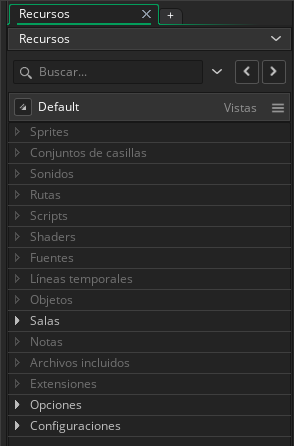 Recursos
Recursos
Buscar...
Default Vistas
Sprites
Conjuntos de casillas
Sonidos
Rutas
Scripts
Shaders
Fuentes
Líneas temporales
Objetos
Salas
Notas
Archivos incluidos
Extensiones
Opciones
Configuraciones